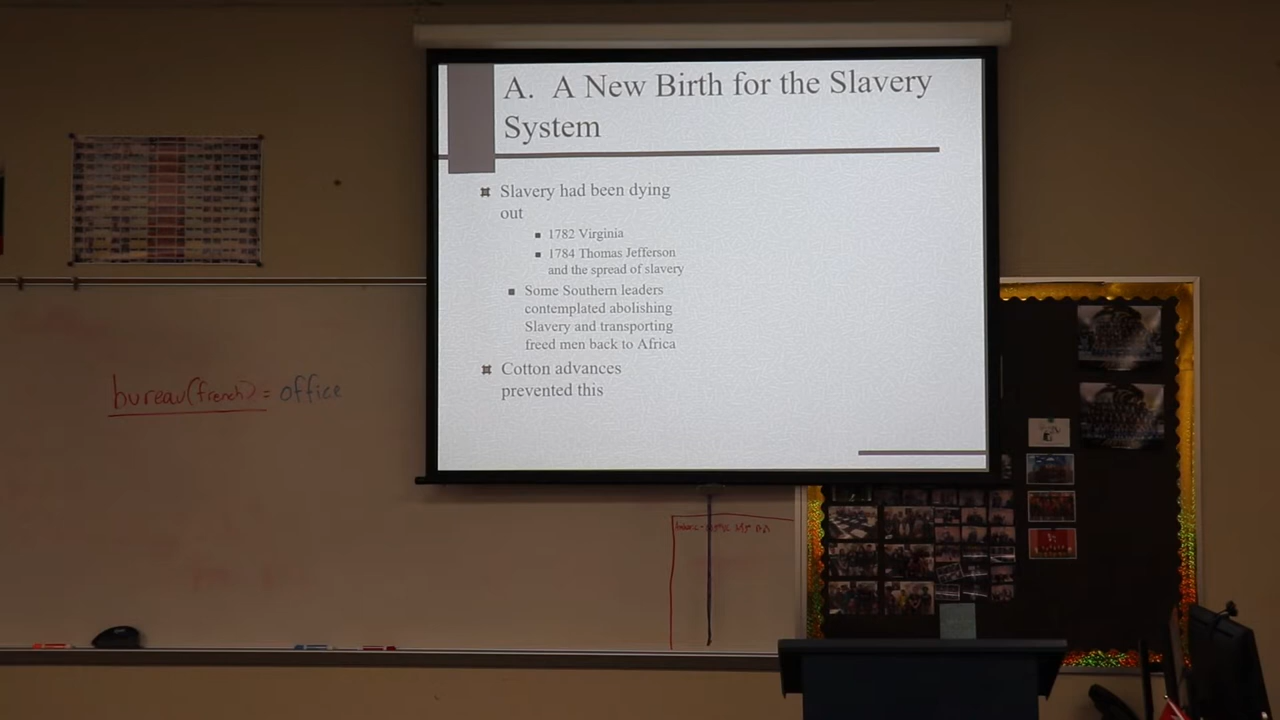 A. A New Birth for the Slavery
System
Slavery had been dying
out
1782 Virginia
1784 Thomas Jefferson
and the spread of slavery
Some Southern leaders
contemplated abolishing
Slavery and transporting
freed men back to Africa
Cotton advances
prevented this
bureau(french) = office